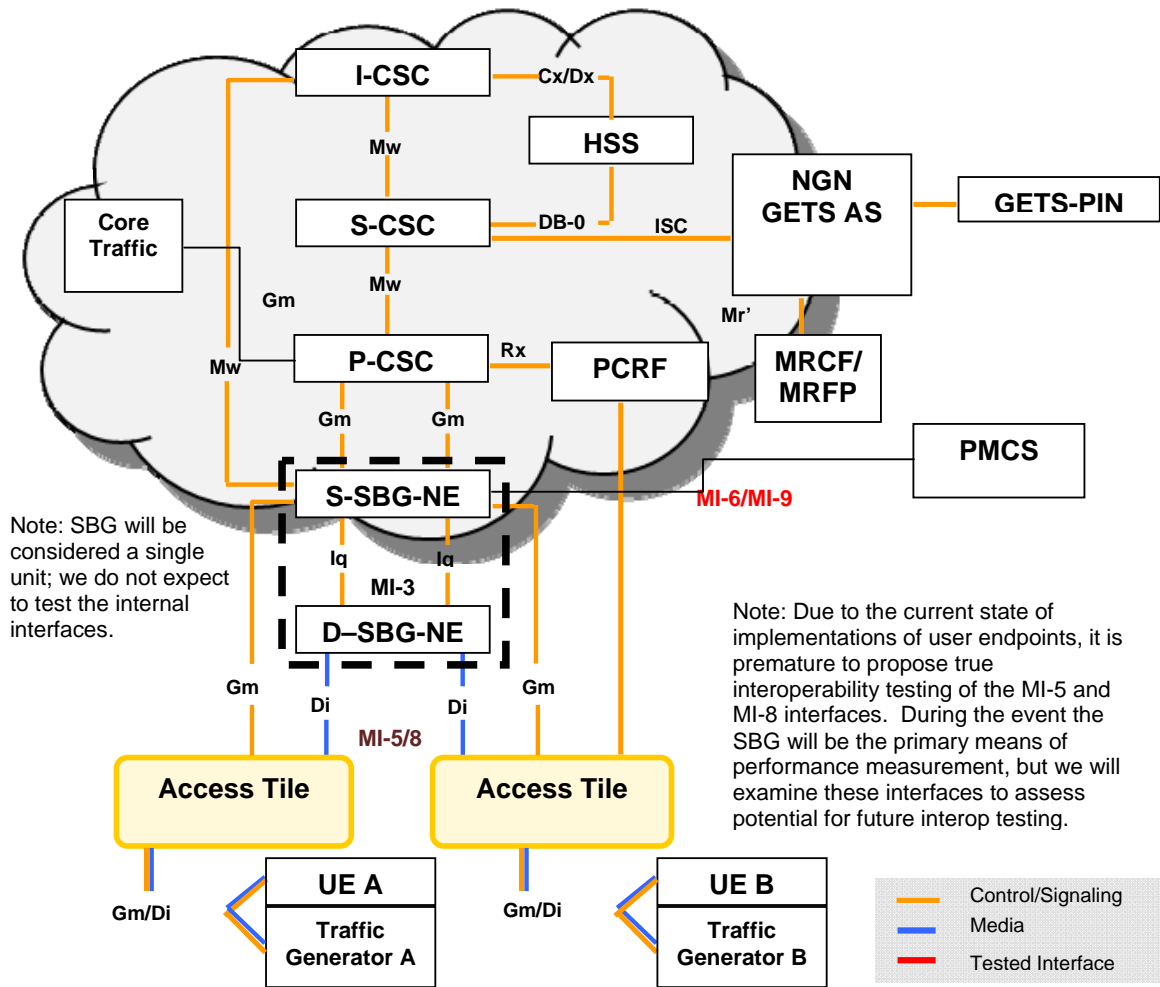 I-CSC
Cx/Dx
HSS
Mw
NGN
GETS AS
GETS-PIN
Core
Traffic
S-CSC
DB-0
ISC
Mw
Gm
Mr’
P-CSC
Rx
PCRF
MRCF/
MRFP
Mw
Gm
Gm
PMCS
S-SBG-NE
MI-6/MI-9
Note: SBG will be
considered a single
unit; we do not expect
to test the internal
interfaces.
Iq
Iq
MI-3
D–SBG-NE
Note: Due to the current state of
implementations of user endpoints, it is
premature to propose true
interoperability testing of the MI-5 and
MI-8 interfaces. During the event the
SBG will be the primary means of
performance measurement, but we will
examine these interfaces to assess
potential for future interop testing.
Gm
Di
Di
Gm
MI-5/8
Access Tile
Access Tile
Gm/Di
UE A
Traffic
Generator A
Gm/Di
UE B
Traffic
Generator B
Control/Signaling
Media
Tested Interface